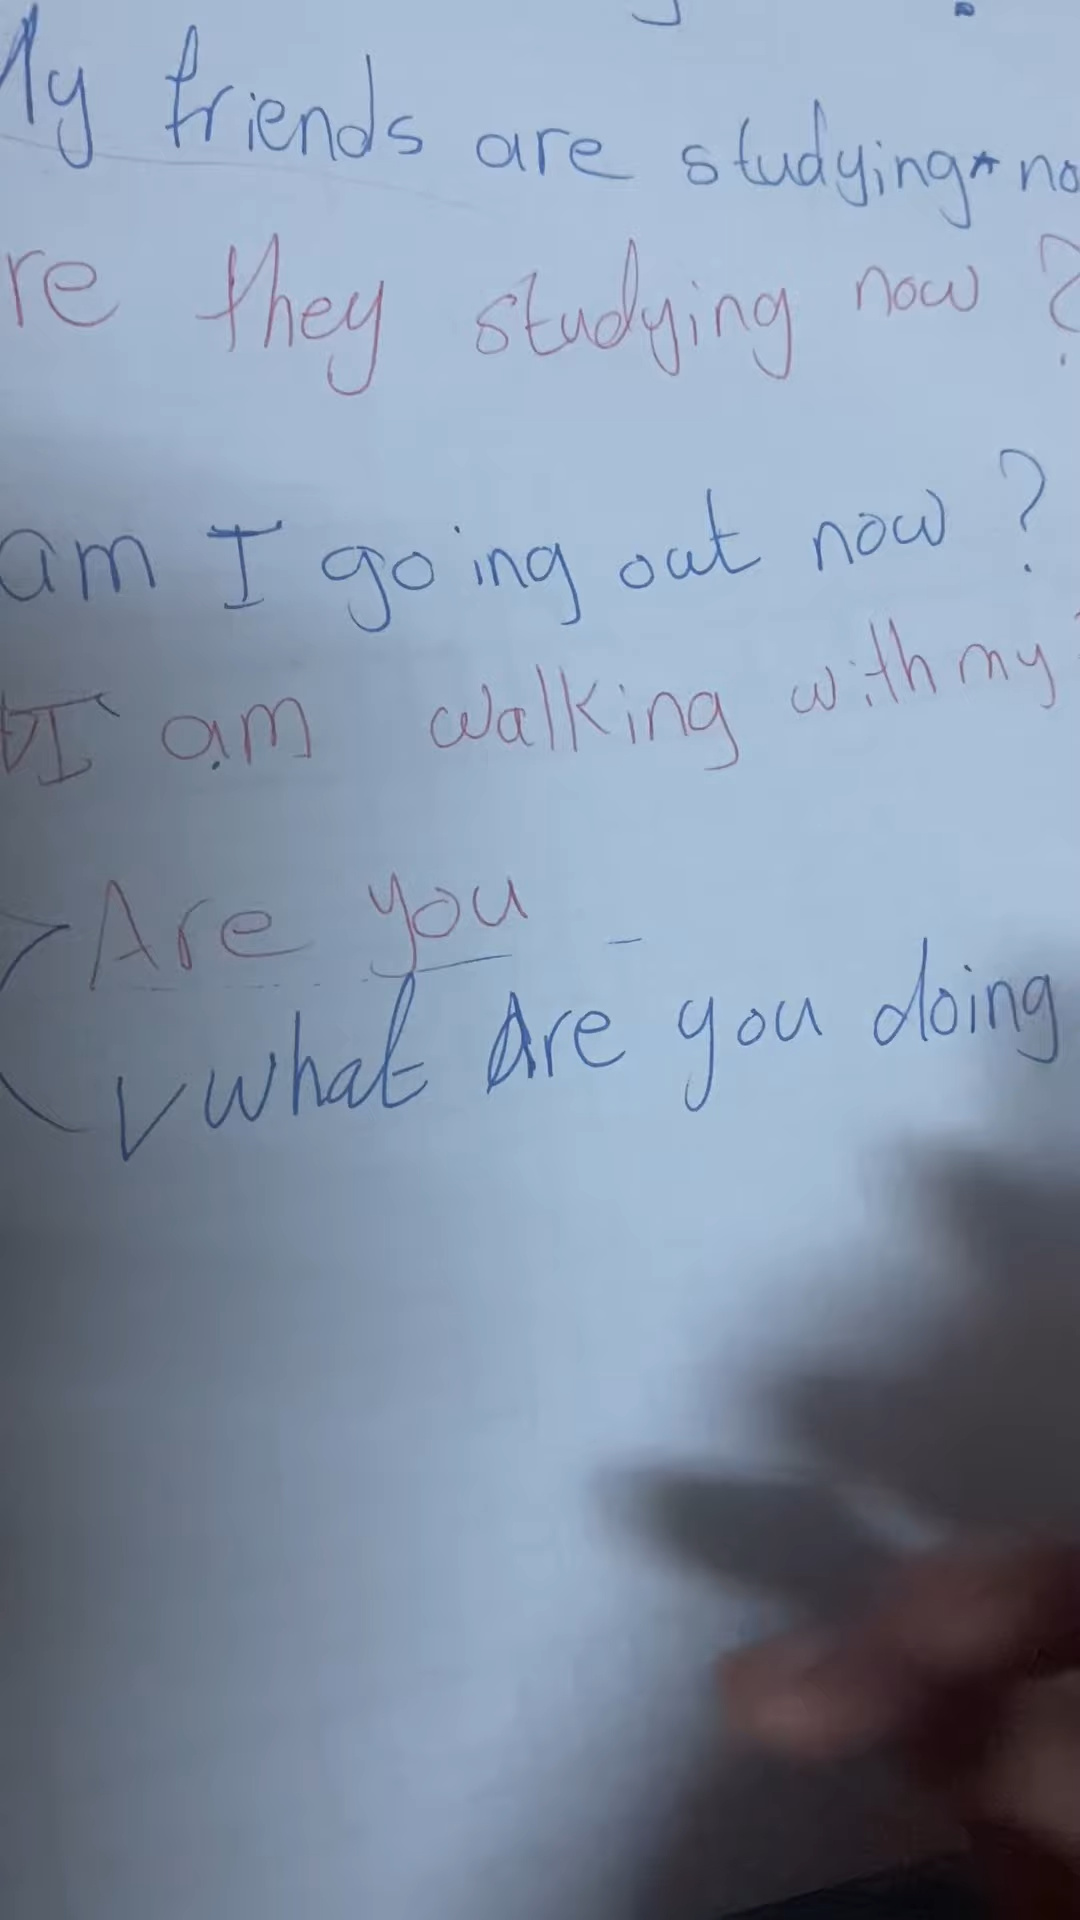 My friends are studying no
re they studying now ?
am I going out now ?
I am walking with my
Are you
what Are you doing